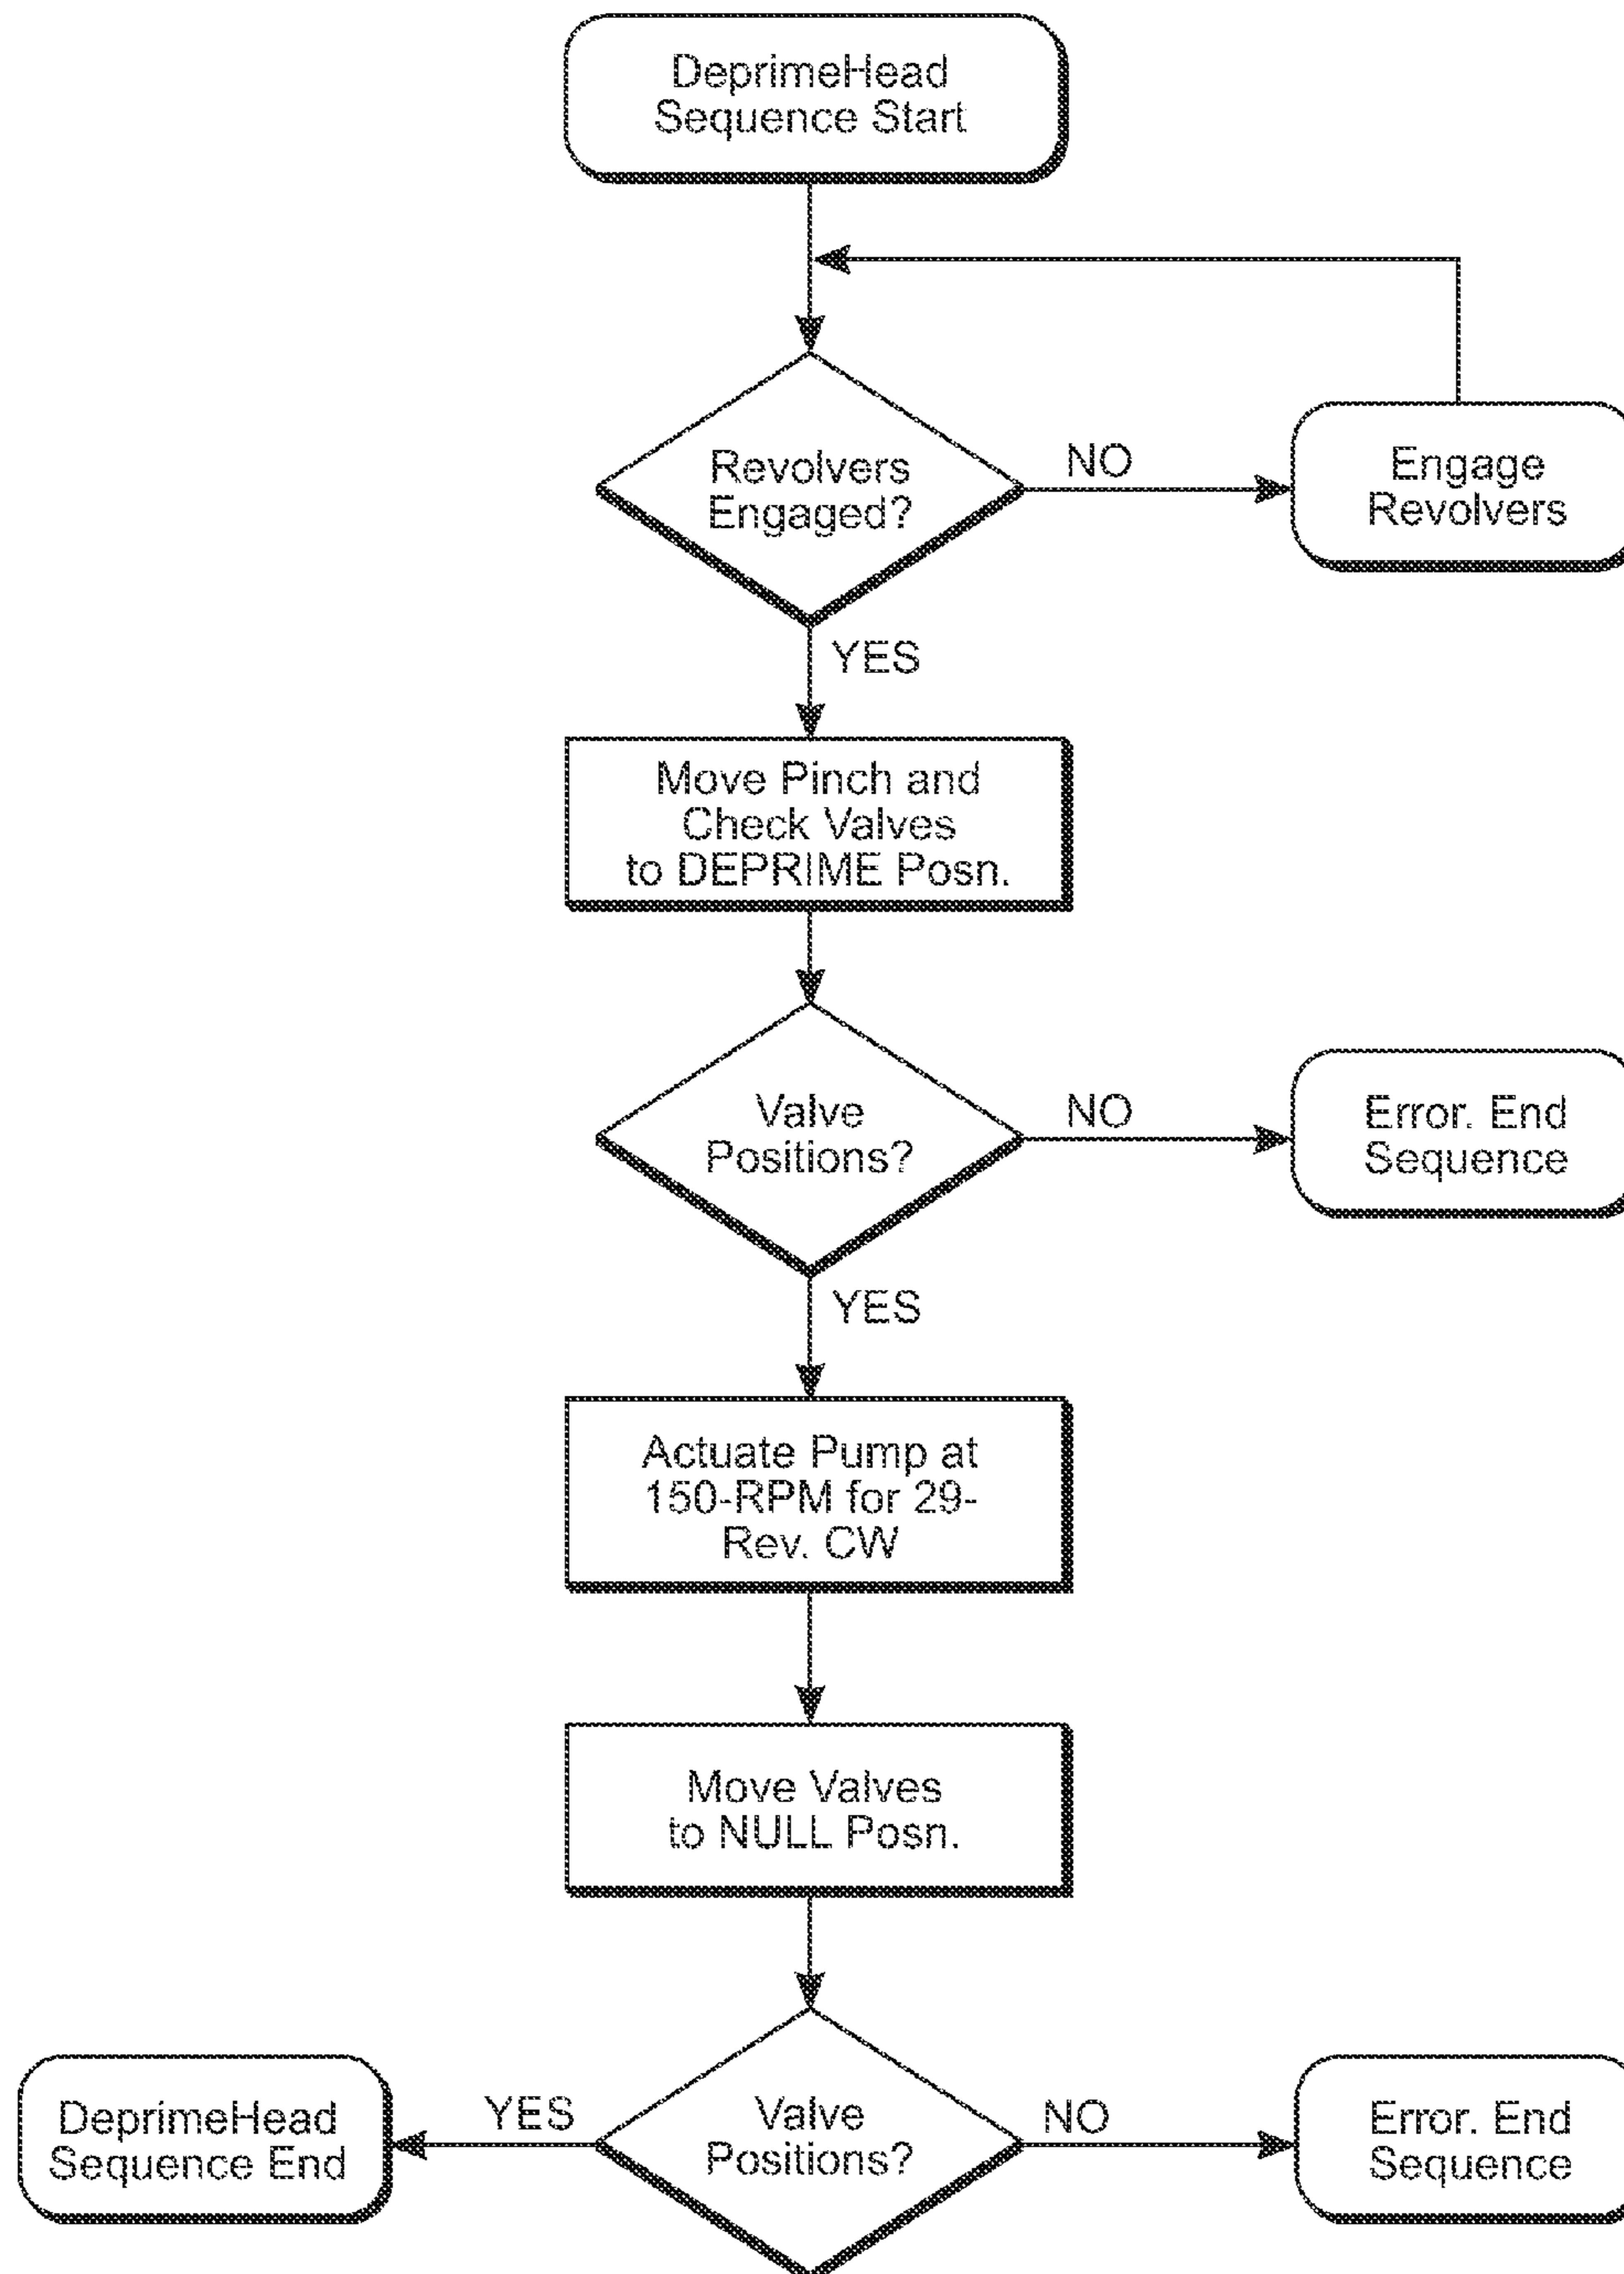 DeprimeHead
Sequence Start
Revolvers
Engaged?
NO
Engage
Revolvers
YES
Move Pinch and
Check Valves
to DEPRIME Posn.
Valve
Positions?
NO
Error. End
Sequence
YES
Actuate Pump at
150-RPM for 29-
Rev. CW
Move Valves
to NULL Posn.
DeprimeHead
Sequence End
YES
Valve
Positions?
NO
Error. End
Sequence